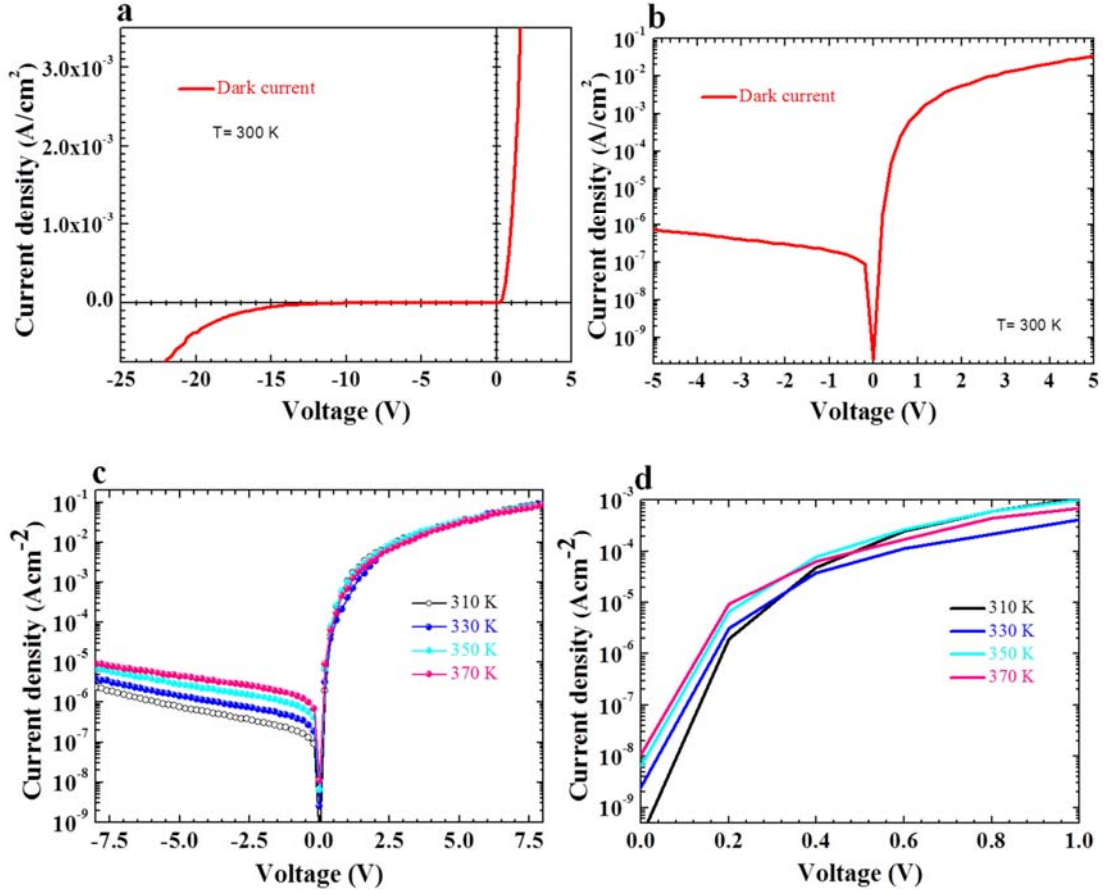 a
Current density (A/cm²)
3.0x10⁻³
2.0x10⁻³
1.0x10⁻³
0.0
Dark current
T= 300 K
-25 -20 -15 -10 -5 0 5
Voltage (V)
b
Current density (A/cm²)
10⁻¹
10⁻²
10⁻³
10⁻⁴
10⁻⁵
10⁻⁶
10⁻⁷
10⁻⁸
10⁻⁹
Dark current
T= 300 K
-5 -4 -3 -2 -1 0 1 2 3 4 5
Voltage (V)
c
Current density (Acm⁻²)
10⁻¹
10⁻²
10⁻³
10⁻⁴
10⁻⁵
10⁻⁶
10⁻⁷
10⁻⁸
10⁻⁹
310 K
330 K
350 K
370 K
-7.5 -5.0 -2.5 0.0 2.5 5.0 7.5
Voltage (V)
d
Current density (Acm⁻²)
10⁻³
10⁻⁴
10⁻⁵
10⁻⁶
10⁻⁷
10⁻⁸
10⁻⁹
310 K
330 K
350 K
370 K
0.0 0.2 0.4 0.6 0.8 1.0
Voltage (V)